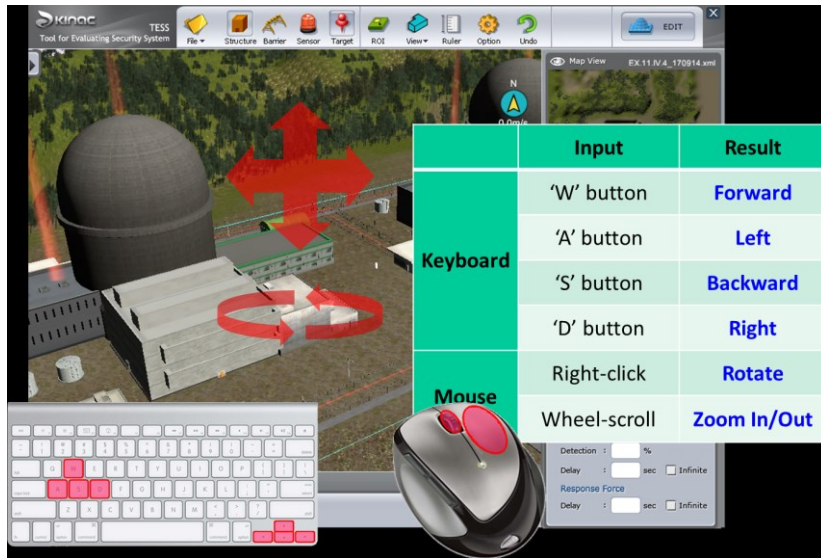 KINAC
TESS
Tool for Evaluating Security System
File Structure Barrier Sensor Target ROI View Ruler Option Undo
EDIT
X
Map View EX.11.IV.4_170914.xml
N
0.0m/s
Input Result
Keyboard
'W' button Forward
'A' button Left
'S' button Backward
'D' button Right
Mouse
Right-click Rotate
Wheel-scroll Zoom In/Out
Detection : %
Delay : sec Infinite
Response Force
Delay : sec Infinite
Q W E R T Y U I O P
A S D F G H J K L
Z X C V B N M